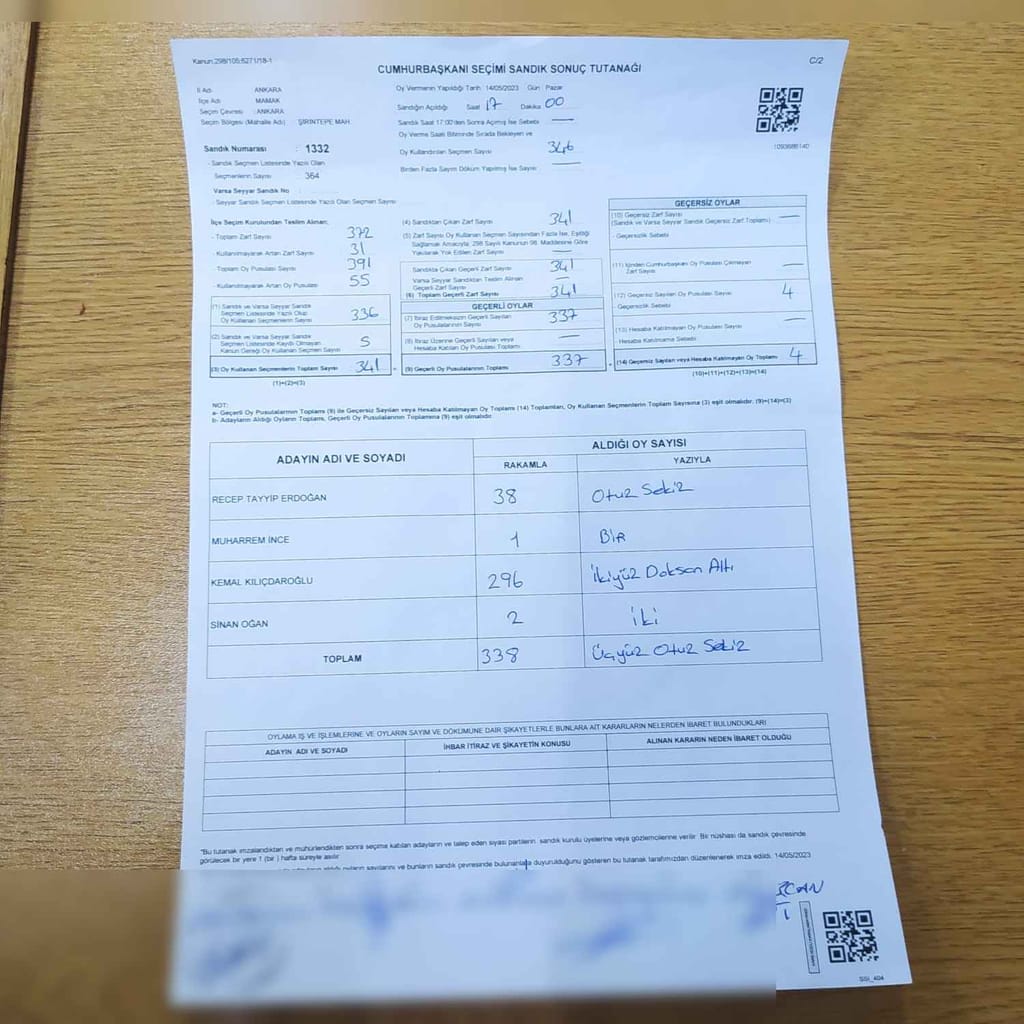 Kanun:298/105;6271/18-1
C/2
CUMHURBAŞKANI SEÇİMİ SANDIK SONUÇ TUTANAĞI
İl Adı : ANKARA
İlçe Adı : MAMAK
Seçim Çevresi : ANKARA
Seçim Bölgesi (Mahalle Adı) : ŞİRİNTEPE MAH.
Sandık Numarası : 1332
- Sandık Seçmen Listesinde Yazılı Olan
Seçmenlerin Sayısı : 364
Varsa Seyyar Sandık No :
- Seyyar Sandık Seçmen Listesinde Yazılı Olan Seçmen Sayısı
Oy Vermenin Yapıldığı Tarih 14/05/2023 Gün : Pazar
Sandığın Açıldığı Saat 17 Dakika 00
Sandık Saat 17:00'den Sonra Açılmış İse Sebebi —
Oy Verme Saati Bitiminde Sırada Bekleyen ve
Oy Kullandırılan Seçmen Sayısı 346
Birden Fazla Sayım Döküm Yapılmış İse Sayısı —
1093686140
İlçe Seçim Kurulundan Teslim Alınan;
- Toplam Zarf Sayısı 372
- Kullanılmayarak Artan Zarf Sayısı 31
- Toplam Oy Pusulası Sayısı 391
- Kullanılmayarak Artan Oy Pusulası 55
(1) Sandık ve Varsa Seyyar Sandık
Seçmen Listesinde Yazılı Olup
Oy Kullanan Seçmenlerin Sayısı 336
(2) Sandık ve Varsa Seyyar Sandık
Seçmen Listesinde Kaydı Olmayan
Kanun Gereği Oy Kullanan Seçmen Sayısı 5
(3) Oy Kullanan Seçmenlerin Toplam Sayısı 341
(1)+(2)=(3)
(4) Sandıktan Çıkan Zarf Sayısı 341
(5) Zarf Sayısı Oy Kullanan Seçmen Sayısından Fazla İse, Eşitliği
Sağlamak Amacıyla; 298 Sayılı Kanunun 98. Maddesine Göre
Yakılarak Yok Edilen Zarf Sayısı —
Sandıkta Çıkan Geçerli Zarf Sayısı 341
Varsa Seyyar Sandıktan Teslim Alınan
Geçerli Zarf Sayısı —
(6) Toplam Geçerli Zarf Sayısı 341
GEÇERLİ OYLAR
(7) İtiraz Edilmeksizin Geçerli Sayılan
Oy Pusulalarının Sayısı 337
(8) İtiraz Üzerine Geçerli Sayılan veya
Hesaba Katılan Oy Pusulası Toplamı —
(9) Geçerli Oy Pusulalarının Toplamı 337
GEÇERSİZ OYLAR
(10) Geçersiz Zarf Sayısı —
(Sandık ve Varsa Seyyar Sandık Geçersiz Zarf Toplamı)
Geçersizlik Sebebi
(11) İçinden Cumhurbaşkanı Oy Pusulası Çıkmayan
Zarf Sayısı —
(12) Geçersiz Sayılan Oy Pusulası Sayısı 4
Geçersizlik Sebebi
(13) Hesaba Katılmayan Oy Pusulası Sayısı —
Hesaba Katılmama Sebebi
(14) Geçersiz Sayılan veya Hesaba Katılmayan Oy Toplamı 4
(10)+(11)+(12)+(13)=(14)
NOT:
a- Geçerli Oy Pusulalarının Toplamı (9) ile Geçersiz Sayılan veya Hesaba Katılmayan Oy Toplamı (14) Toplamları, Oy Kullanan Seçmenlerin Toplam Sayısına (3) eşit olmalıdır. (9)+(14)=(3)
b- Adayların Aldığı Oyların Toplamı, Geçerli Oy Pusulalarının Toplamına (9) eşit olmalıdır.
ADAYIN ADI VE SOYADI ALDIĞI OY SAYISI
RAKAMLA YAZIYLA
RECEP TAYYİP ERDOĞAN 38 Otuz Sekiz
MUHARREM İNCE 1 Bir
KEMAL KILIÇDAROĞLU 296 İkiyüz Doksan Altı
SİNAN OĞAN 2 İki
TOPLAM 338 Üçyüz Otuz Sekiz
OYLAMA İŞ VE İŞLEMLERİNE VE OYLARIN SAYIM VE DÖKÜMÜNE DAİR ŞİKAYETLERLE BUNLARA AİT KARARLARIN NELERDEN İBARET BULUNDUKLARI
ADAYIN ADI VE SOYADI İHBAR İTİRAZ VE ŞİKAYETİN KONUSU ALINAN KARARIN NEDEN İBARET OLDUĞU
"Bu tutanak imzalandıktan ve mühürlendikten sonra seçime katılan adayların ve talep eden siyasi partilerin sandık kurulu üyelerine veya gözlemcilerine verilir. Bir nüshası da sandık çevresinde
görülecek bir yere 1 (bir) hafta süreyle asılır.
sayılarını ve bunların sandık çevresinde bulunanlara duyurulduğunu gösteren bu tutanak tarafımızdan düzenlenerek imza edildi. 14/05/2023
SSİ_404